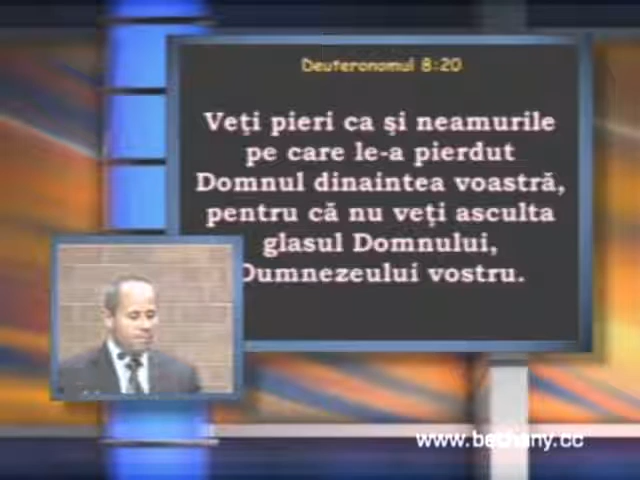 Deuteronomul 8:20
Veţi pieri ca şi neamurile
pe care le-a pierdut
Domnul dinaintea voastră,
pentru că nu veţi asculta
glasul Domnului,
Dumnezeului vostru.
www.bethany.cc